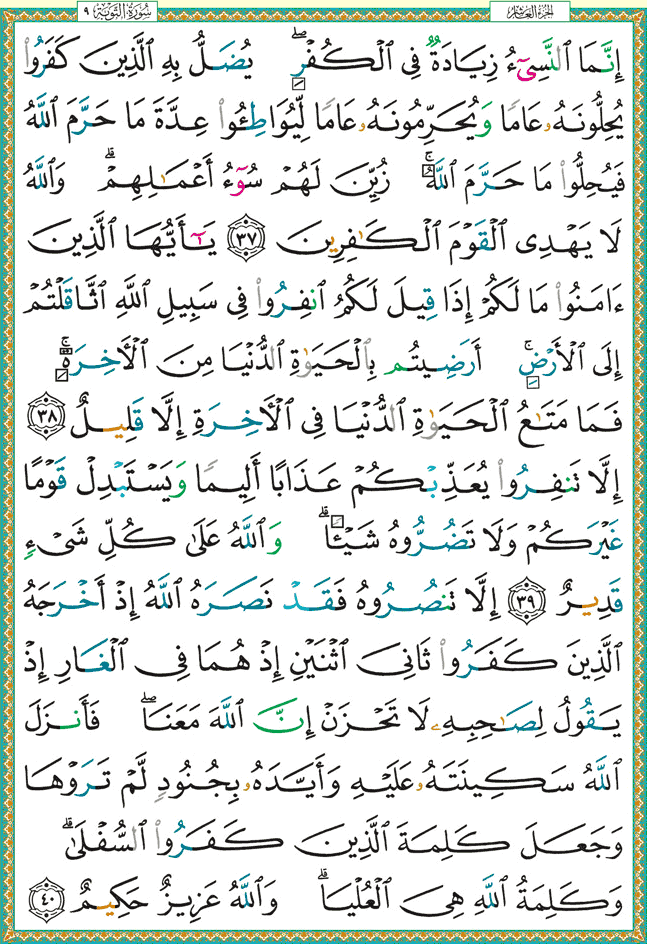 سُورَةُ التَّوْبَةِ ٩
الجزء العاشر
إِنَّمَا ٱلنَّسِىٓءُ زِيَادَةٌ فِى ٱلْكُفْرِ ۖ يُضَلُّ بِهِ ٱلَّذِينَ كَفَرُوا۟
يُحِلُّونَهُۥ عَامًا وَيُحَرِّمُونَهُۥ عَامًا لِّيُوَاطِـُٔوا۟ عِدَّةَ مَا حَرَّمَ ٱللَّهُ
فَيُحِلُّوا۟ مَا حَرَّمَ ٱللَّهُ ۚ زُيِّنَ لَهُمْ سُوٓءُ أَعْمَـٰلِهِمْ ۗ وَٱللَّهُ
لَا يَهْدِى ٱلْقَوْمَ ٱلْكَـٰفِرِينَ ٣٧ يَـٰٓأَيُّهَا ٱلَّذِينَ
ءَامَنُوا۟ مَا لَكُمْ إِذَا قِيلَ لَكُمُ ٱنفِرُوا۟ فِى سَبِيلِ ٱللَّهِ ٱثَّاقَلْتُمْ
إِلَى ٱلْأَرْضِ ۚ أَرَضِيتُم بِٱلْحَيَوٰةِ ٱلدُّنْيَا مِنَ ٱلْـَٔاخِرَةِ ۚ
فَمَا مَتَـٰعُ ٱلْحَيَوٰةِ ٱلدُّنْيَا فِى ٱلْـَٔاخِرَةِ إِلَّا قَلِيلٌ ٣٨
إِلَّا تَنفِرُوا۟ يُعَذِّبْكُمْ عَذَابًا أَلِيمًا وَيَسْتَبْدِلْ قَوْمًا
غَيْرَكُمْ وَلَا تَضُرُّوهُ شَيْـًٔا ۗ وَٱللَّهُ عَلَىٰ كُلِّ شَىْءٍ
قَدِيرٌ ٣٩ إِلَّا تَنصُرُوهُ فَقَدْ نَصَرَهُ ٱللَّهُ إِذْ أَخْرَجَهُ
ٱلَّذِينَ كَفَرُوا۟ ثَانِىَ ٱثْنَيْنِ إِذْ هُمَا فِى ٱلْغَارِ إِذْ
يَقُولُ لِصَـٰحِبِهِۦ لَا تَحْزَنْ إِنَّ ٱللَّهَ مَعَنَا ۖ فَأَنزَلَ
ٱللَّهُ سَكِينَتَهُۥ عَلَيْهِ وَأَيَّدَهُۥ بِجُنُودٍ لَّمْ تَرَوْهَا
وَجَعَلَ كَلِمَةَ ٱلَّذِينَ كَفَرُوا۟ ٱلسُّفْلَىٰ ۗ
وَكَلِمَةُ ٱللَّهِ هِىَ ٱلْعُلْيَا ۗ وَٱللَّهُ عَزِيزٌ حَكِيمٌ ٤٠